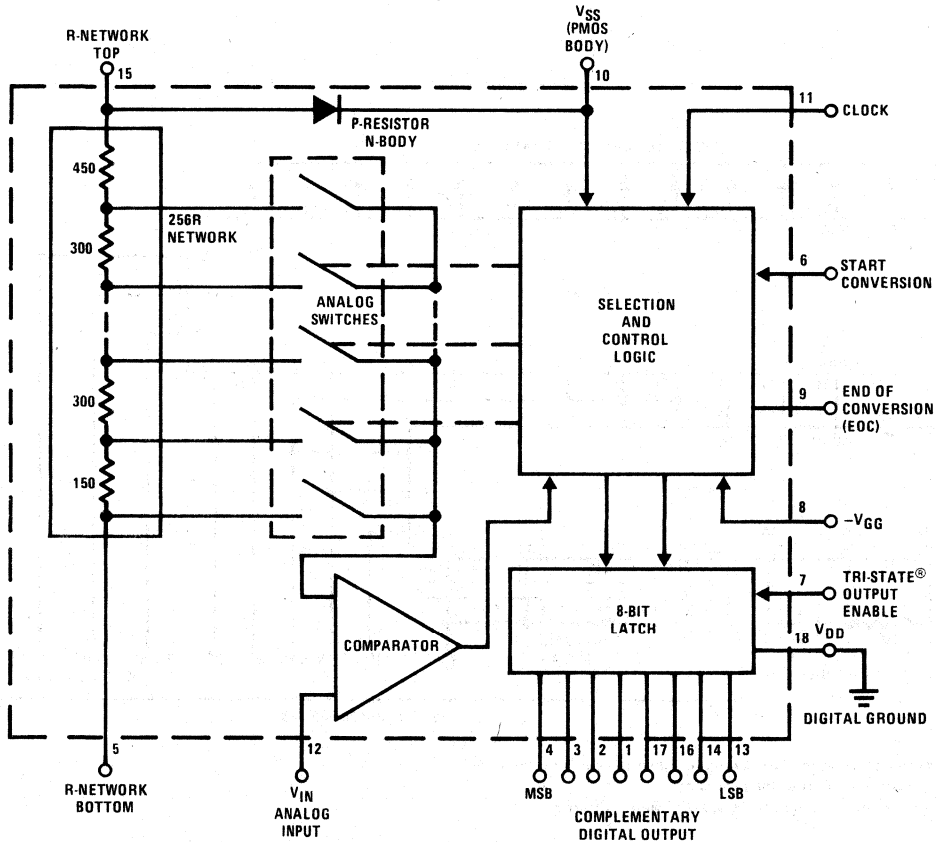 R-NETWORK
TOP
15
VSS
(PMOS
BODY)
10
11
CLOCK
P-RESISTOR
N-BODY
450
256R
NETWORK
300
ANALOG
SWITCHES
SELECTION
AND
CONTROL
LOGIC
6
START
CONVERSION
300
9
END OF
CONVERSION
(EOC)
150
8
–VGG
7
TRI-STATE®
OUTPUT
ENABLE
8-BIT
LATCH
COMPARATOR
18
VDD
DIGITAL GROUND
5
12
4
3
2
1
17
16
14
13
R-NETWORK
BOTTOM
VIN
ANALOG
INPUT
MSB
LSB
COMPLEMENTARY
DIGITAL OUTPUT